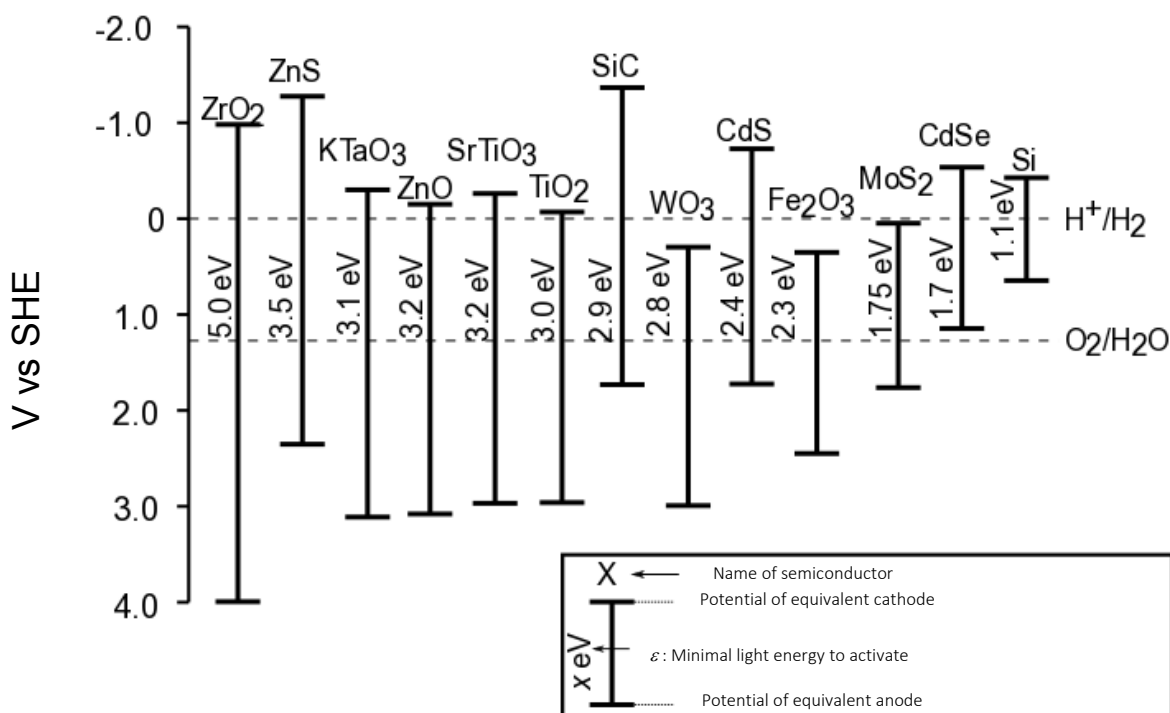 V vs SHE
-2.0
-1.0
0
1.0
2.0
3.0
4.0
ZrO2
5.0 eV
ZnS
3.5 eV
KTaO3
3.1 eV
ZnO
3.2 eV
SrTiO3
3.2 eV
TiO2
3.0 eV
SiC
2.9 eV
WO3
2.8 eV
CdS
2.4 eV
Fe2O3
2.3 eV
MoS2
1.75 eV
CdSe
1.7 eV
Si
1.1 eV
H+/H2
O2/H2O
X
Name of semiconductor
Potential of equivalent cathode
x eV
ε : Minimal light energy to activate
Potential of equivalent anode